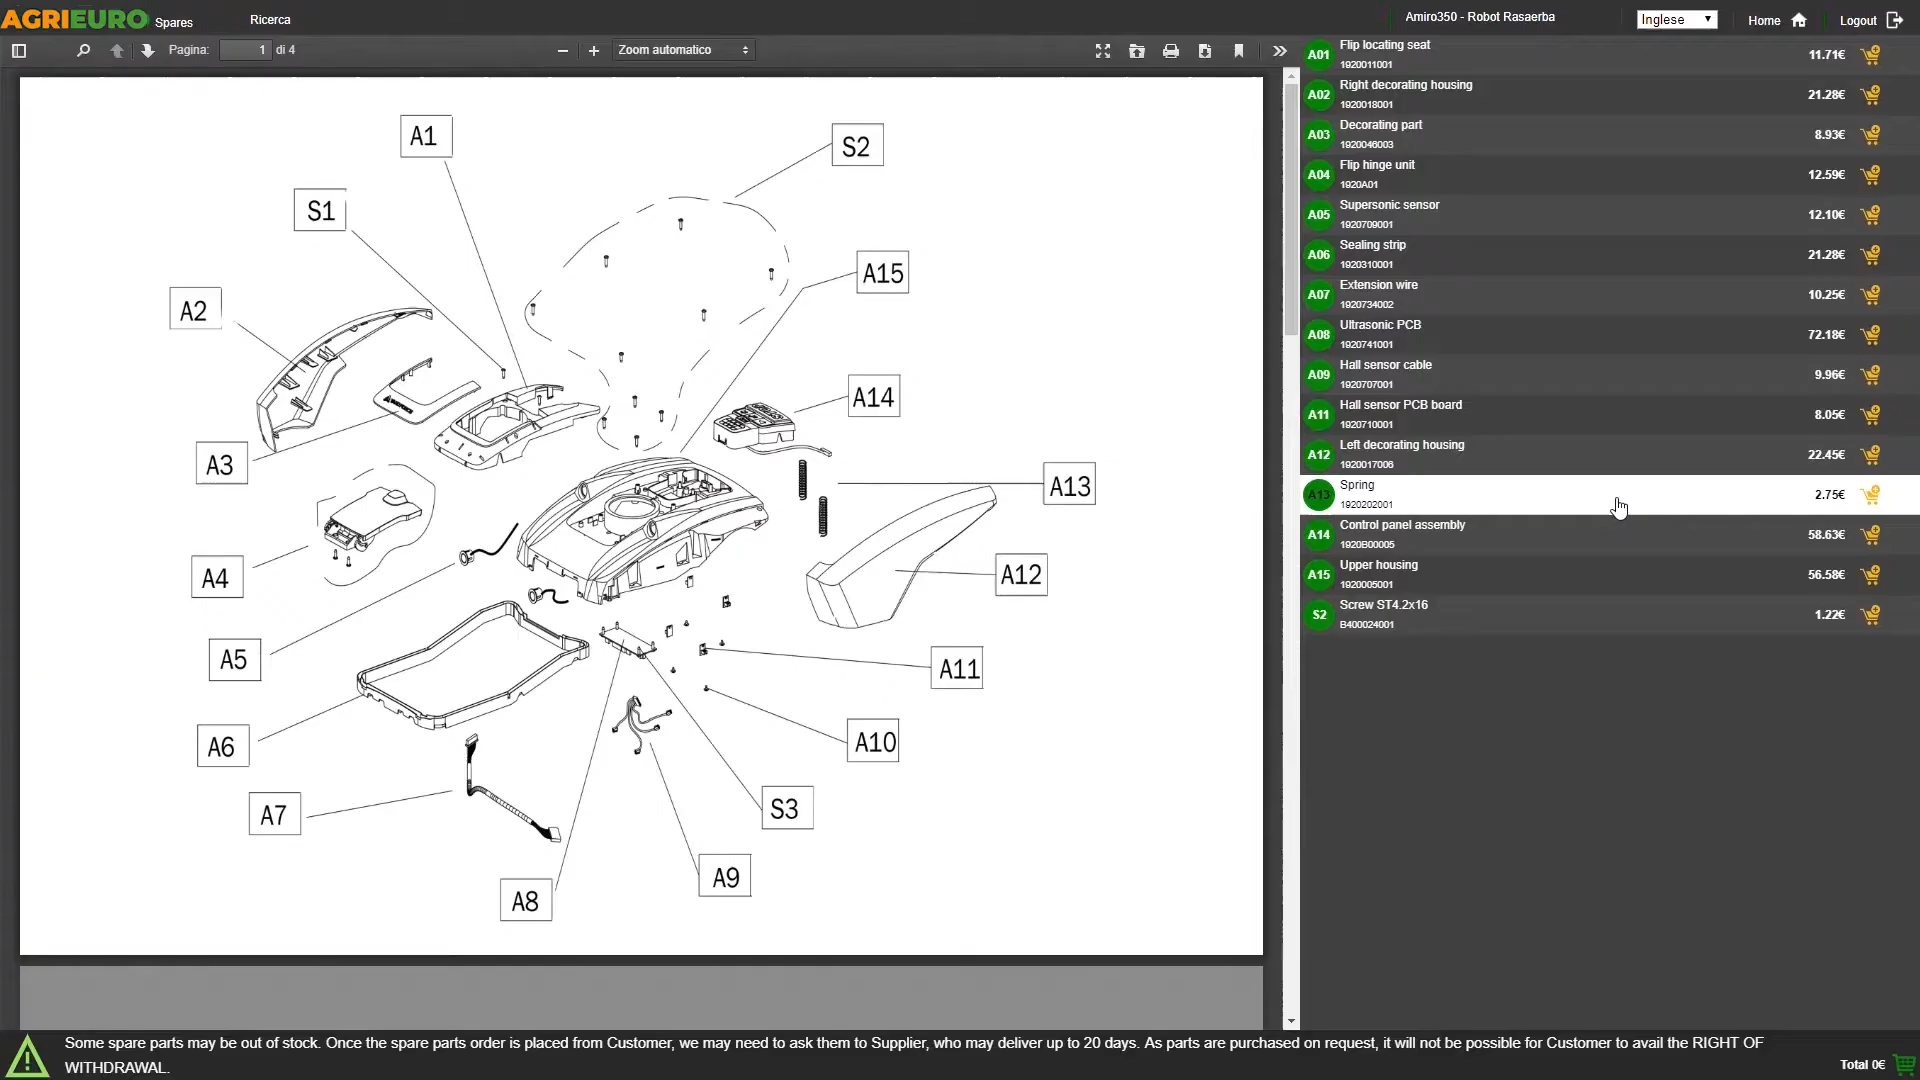 AGRIEURO Spares
Ricerca
Amiro350 - Robot Rasaerba
Inglese
Home
Logout
Pagina: 1 di 4
Zoom automatico
A1
S2
S1
A15
A2
A14
A3
A13
A4
A12
A5
A11
A6
A10
A7
S3
A9
A8
A01 Flip locating seat 11.71€
1920011001
A02 Right decorating housing 21.28€
1920018001
A03 Decorating part 8.93€
1920046003
A04 Flip hinge unit 12.59€
1920A01
A05 Supersonic sensor 12.10€
1920709001
A06 Sealing strip 21.28€
1920310001
A07 Extension wire 10.25€
1920734002
A08 Ultrasonic PCB 72.18€
1920741001
A09 Hall sensor cable 9.96€
1920707001
A11 Hall sensor PCB board 8.05€
1920710001
A12 Left decorating housing 22.45€
1920017006
A13 Spring 2.75€
1920202001
A14 Control panel assembly 58.63€
1920B00005
A15 Upper housing 56.58€
1920005001
S2 Screw ST4.2x16 1.22€
B400024001
Some spare parts may be out of stock. Once the spare parts order is placed from Customer, we may need to ask them to Supplier, who may deliver up to 20 days. As parts are purchased on request, it will not be possible for Customer to avail the RIGHT OF
WITHDRAWAL.
Total 0€